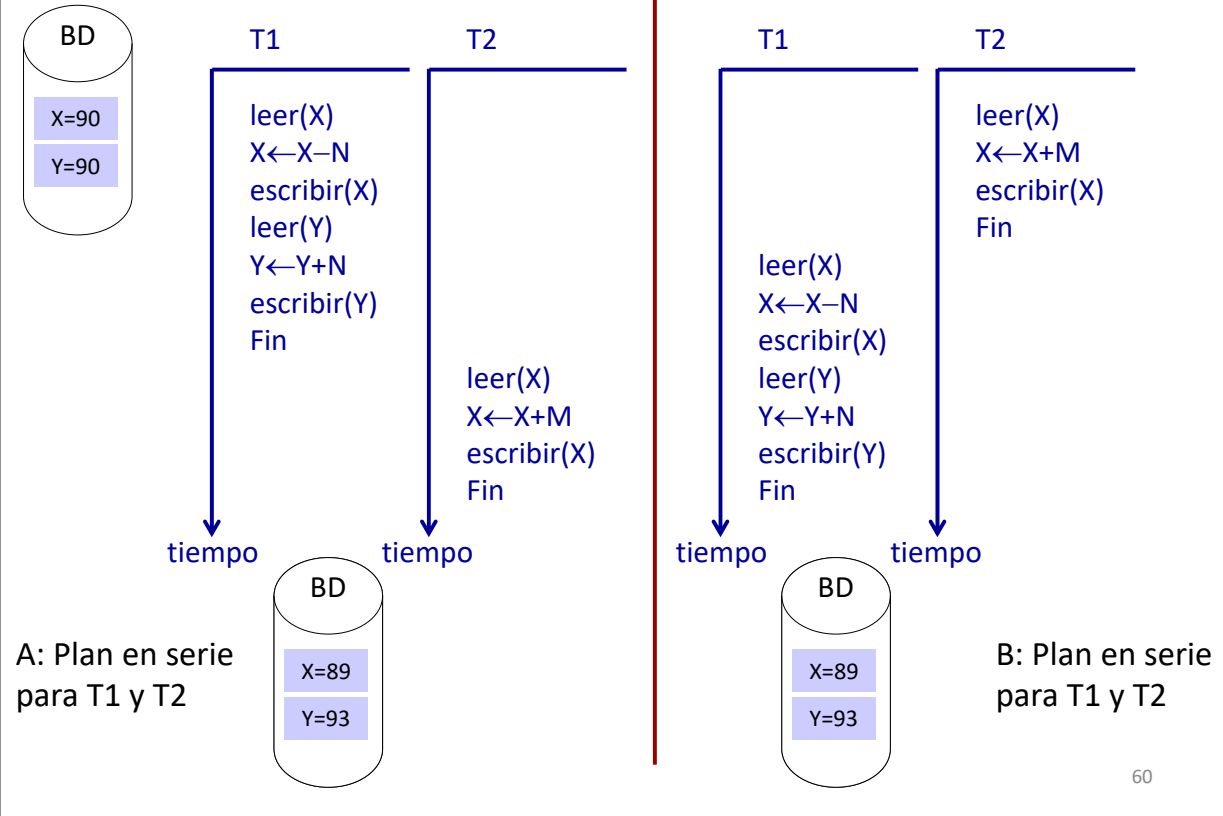 BD
X=90
Y=90
T1
T2
leer(X)
X←X−N
escribir(X)
leer(Y)
Y←Y+N
escribir(Y)
Fin
leer(X)
X←X+M
escribir(X)
Fin
tiempo
tiempo
BD
X=89
Y=93
A: Plan en serie
para T1 y T2
T1
T2
leer(X)
X←X+M
escribir(X)
Fin
leer(X)
X←X−N
escribir(X)
leer(Y)
Y←Y+N
escribir(Y)
Fin
tiempo
tiempo
BD
X=89
Y=93
B: Plan en serie
para T1 y T2
60